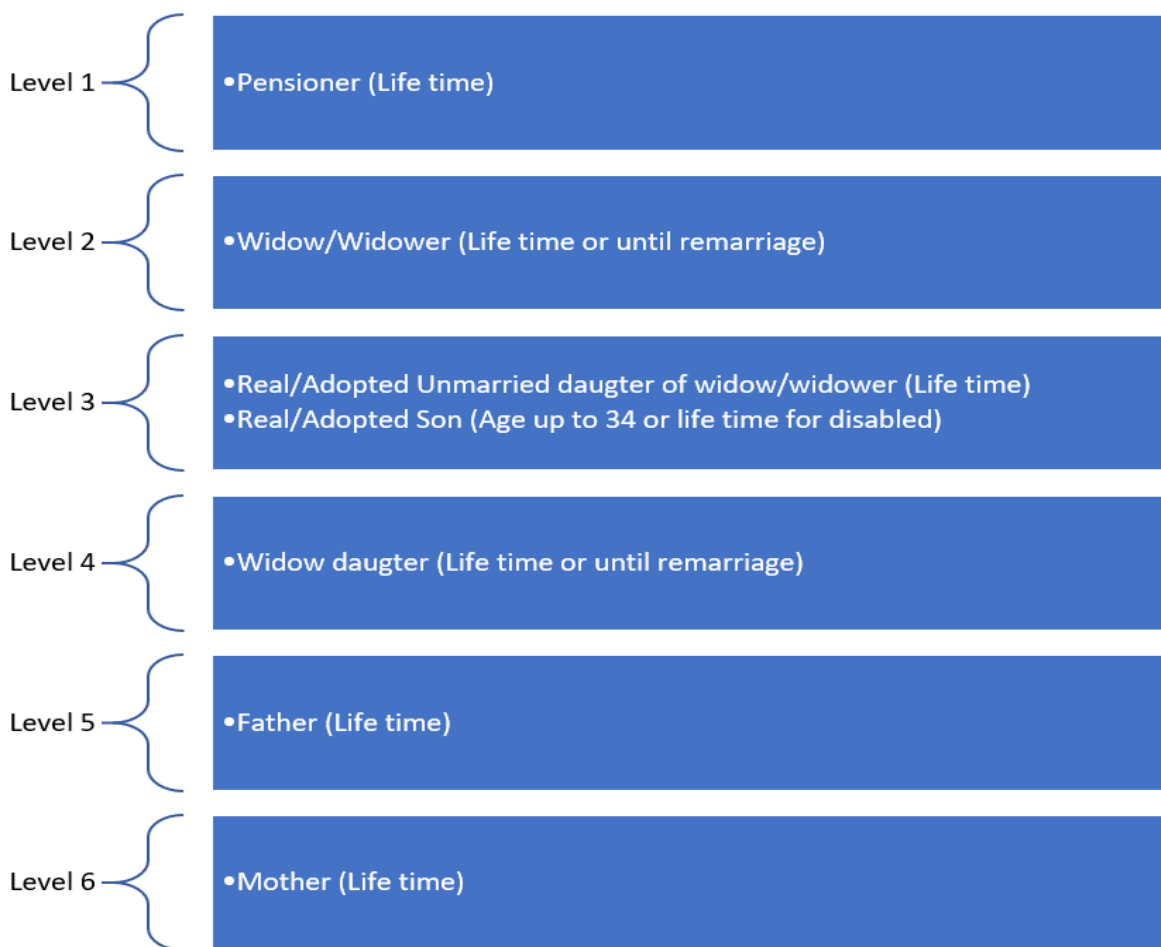 Level 1
•Pensioner (Life time)
Level 2
•Widow/Widower (Life time or until remarriage)
Level 3
•Real/Adopted Unmarried daugter of widow/widower (Life time)
•Real/Adopted Son (Age up to 34 or life time for disabled)
Level 4
•Widow daugter (Life time or until remarriage)
Level 5
•Father (Life time)
Level 6
•Mother (Life time)